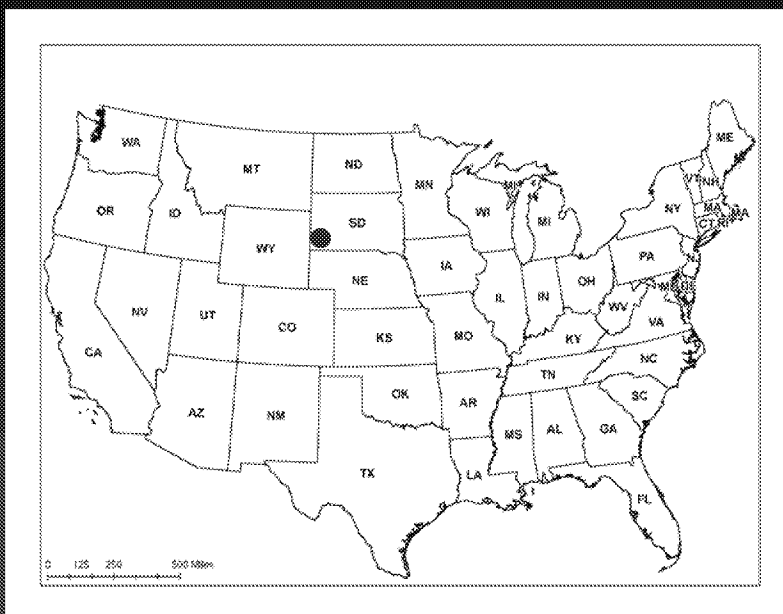 ME
WA
MT
ND
MN
VT
NH
MI
OR
ID
SD
WI
MI
NY
MA
MA
CT
RI
WY
IA
PA
NE
OH
NV
UT
CO
IL
IN
WV
VA
KS
MO
KY
CA
NC
TN
OK
AR
SC
AZ
NM
MS
AL
GA
TX
LA
FL
0 125 250 500 Miles